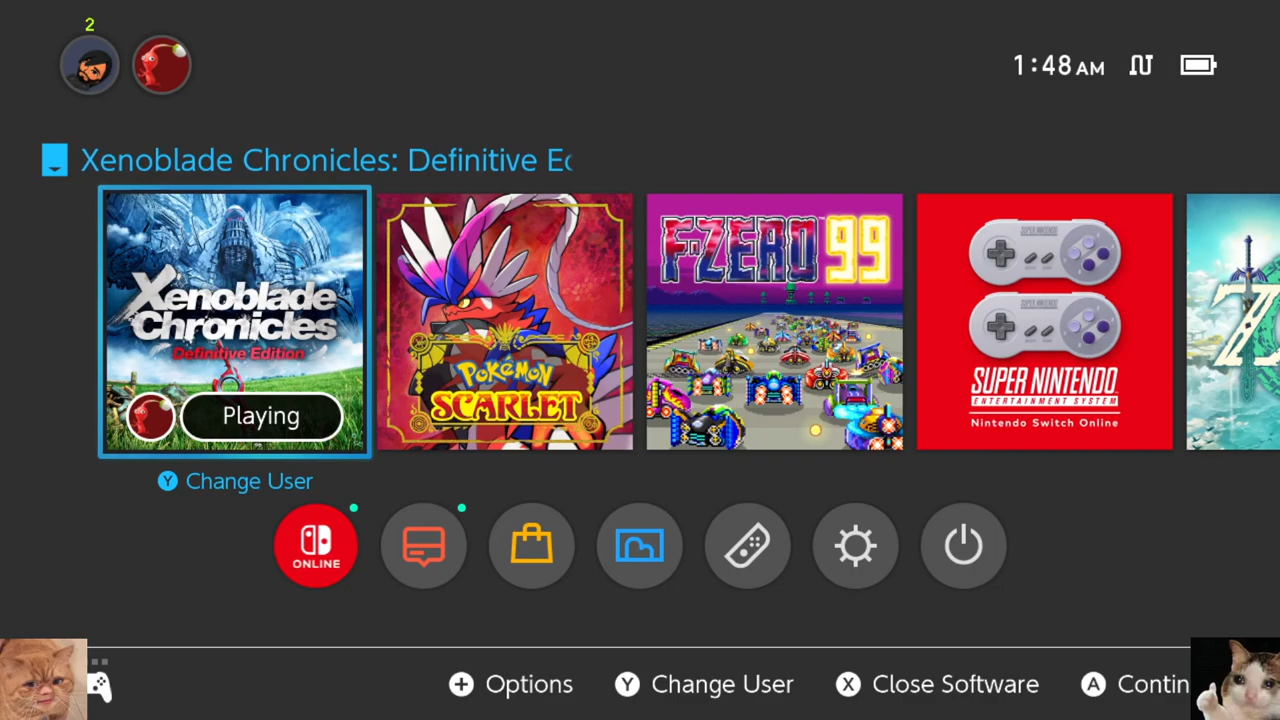 2
1:48 AM
Xenoblade Chronicles: Definitive Ed
Xenoblade
Chronicles
Definitive Edition
Playing
POKÉMON
SCARLET
F-ZERO 99
SUPER NINTENDO
ENTERTAINMENT SYSTEM
Nintendo Switch Online
Z
Y Change User
ONLINE
+ Options
Y Change User
X Close Software
A Contin